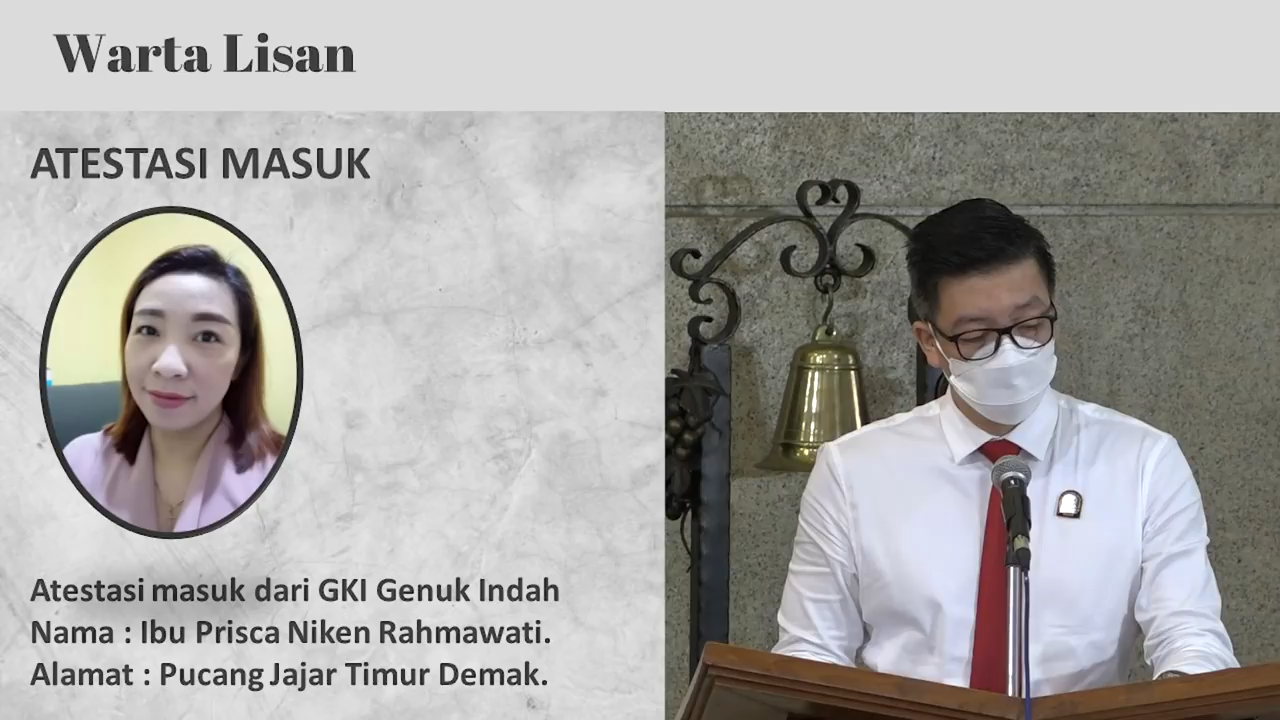 Warta Lisan
ATESTASI MASUK
Atestasi masuk dari GKI Genuk Indah
Nama : Ibu Prisca Niken Rahmawati.
Alamat : Pucang Jajar Timur Demak.